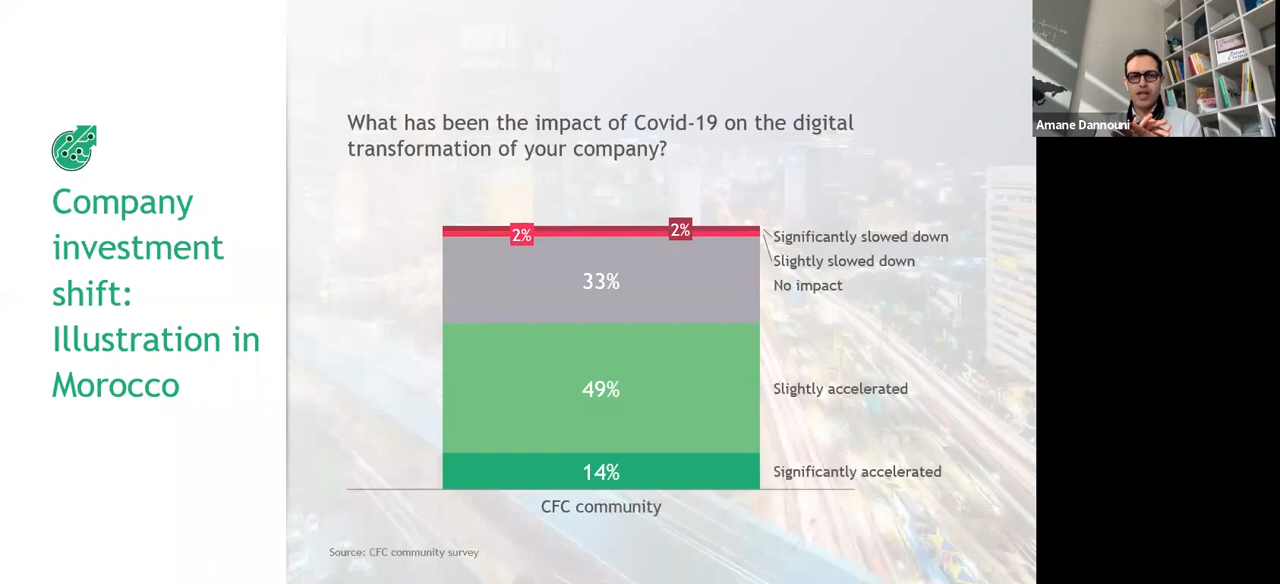 Company
investment
shift:
Illustration in
Morocco
What has been the impact of Covid-19 on the digital
transformation of your company?
2%
2%
Significantly slowed down
Slightly slowed down
33%
No impact
49%
Slightly accelerated
14%
Significantly accelerated
CFC community
Source: CFC community survey
Amane Dannouni